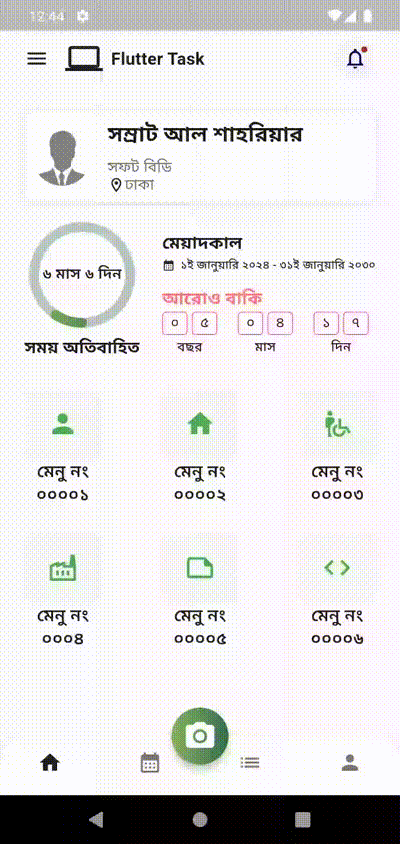 12:44
Flutter Task
সম্রাট আল শাহরিয়ার
সফট বিডি
ঢাকা
৬ মাস ৬ দিন
সময় অতিবাহিত
মেয়াদকাল
১ই জানুয়ারি ২০২৪ - ৩১ই জানুয়ারি ২০৩০
আরোও বাকি
০ ৫ ০ ৪ ১ ৭
বছর মাস দিন
মেনু নং ০০০০১
মেনু নং ০০০০২
মেনু নং ০০০০৩
মেনু নং ০০০৪
মেনু নং ০০০০৫
মেনু নং ০০০০৬